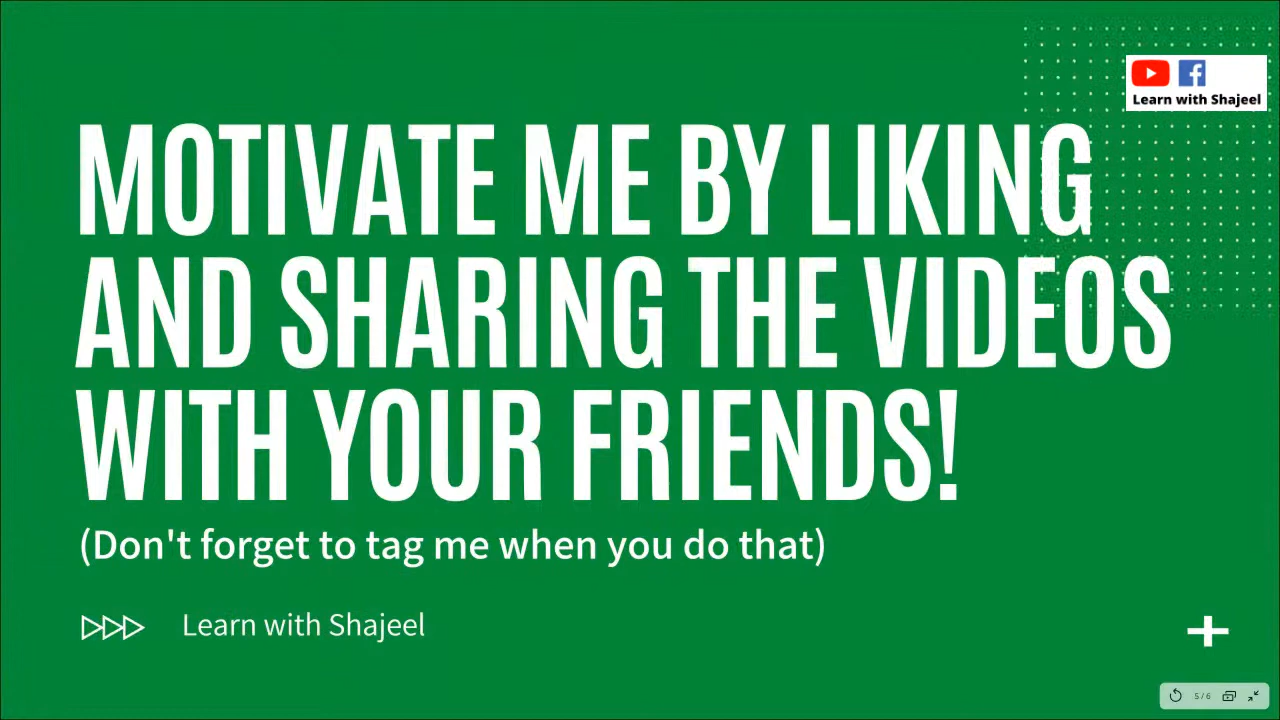 Learn with Shajeel
MOTIVATE ME BY LIKING
AND SHARING THE VIDEOS
WITH YOUR FRIENDS!
(Don't forget to tag me when you do that)
Learn with Shajeel
5/6